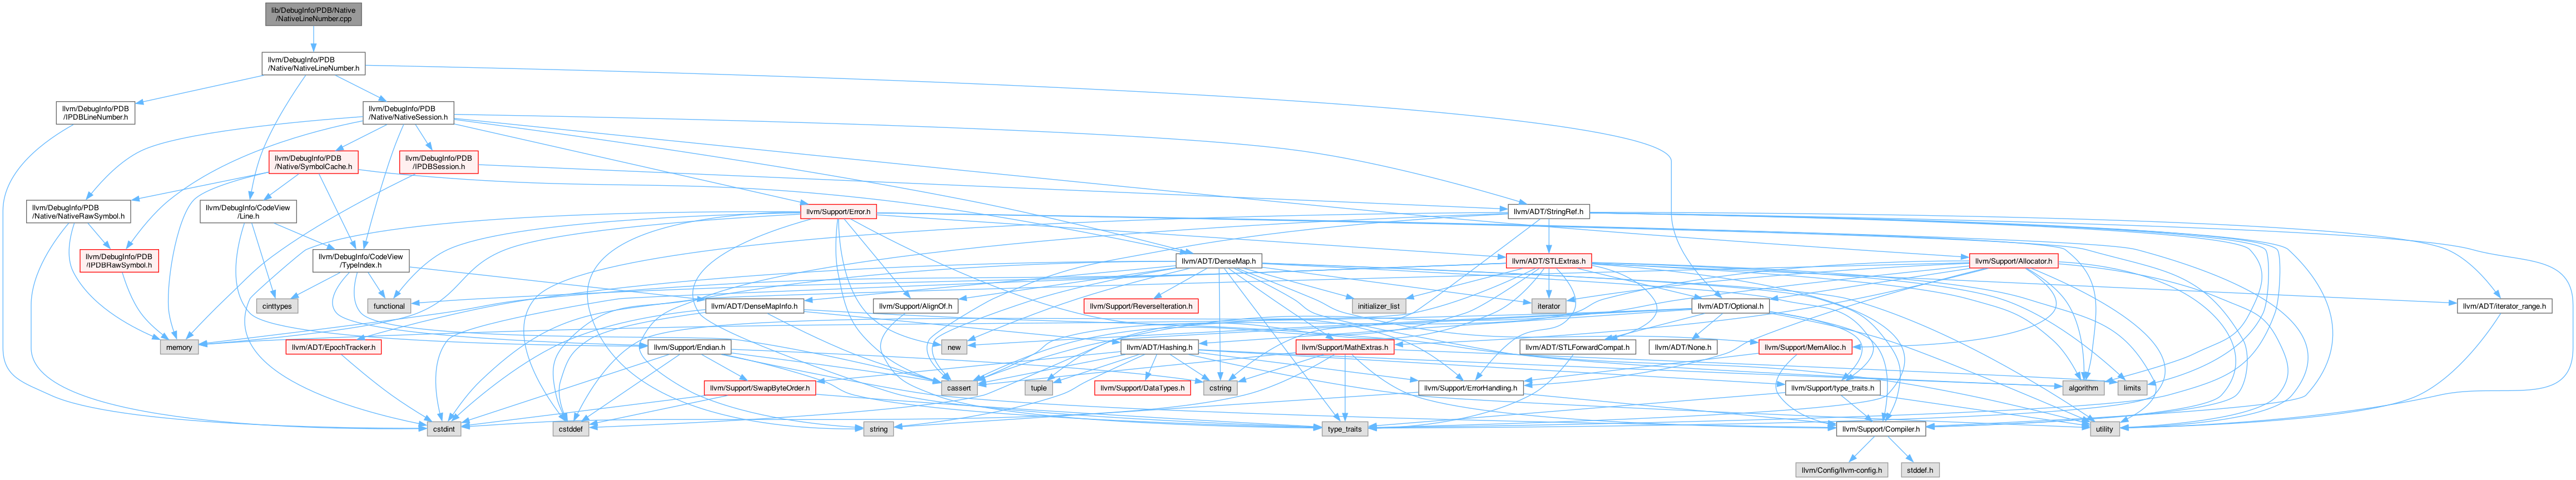 lib/DebugInfo/PDB/Native
/NativeLineNumber.cpp
llvm/DebugInfo/PDB
/Native/NativeLineNumber.h
llvm/DebugInfo/PDB
/IPDBLineNumber.h
llvm/DebugInfo/PDB
/Native/NativeSession.h
llvm/DebugInfo/PDB
/Native/SymbolCache.h
llvm/DebugInfo/PDB
/IPDBSession.h
llvm/DebugInfo/PDB
/Native/NativeRawSymbol.h
llvm/DebugInfo/CodeView
/Line.h
llvm/Support/Error.h
llvm/ADT/StringRef.h
llvm/DebugInfo/PDB
/IPDBRawSymbol.h
llvm/DebugInfo/CodeView
/TypeIndex.h
llvm/ADT/DenseMap.h
llvm/ADT/STLExtras.h
llvm/Support/Allocator.h
cinttypes
functional
llvm/ADT/DenseMapInfo.h
llvm/Support/AlignOf.h
llvm/Support/ReverseIteration.h
initializer_list
iterator
llvm/ADT/Optional.h
llvm/ADT/iterator_range.h
memory
llvm/ADT/EpochTracker.h
llvm/Support/Endian.h
new
llvm/ADT/Hashing.h
llvm/Support/MathExtras.h
llvm/ADT/STLForwardCompat.h
llvm/ADT/None.h
llvm/Support/MemAlloc.h
llvm/Support/SwapByteOrder.h
cassert
tuple
llvm/Support/DataTypes.h
cstring
llvm/Support/ErrorHandling.h
llvm/Support/type_traits.h
algorithm
limits
cstdint
cstddef
string
type_traits
llvm/Support/Compiler.h
utility
llvm/Config/llvm-config.h
stddef.h